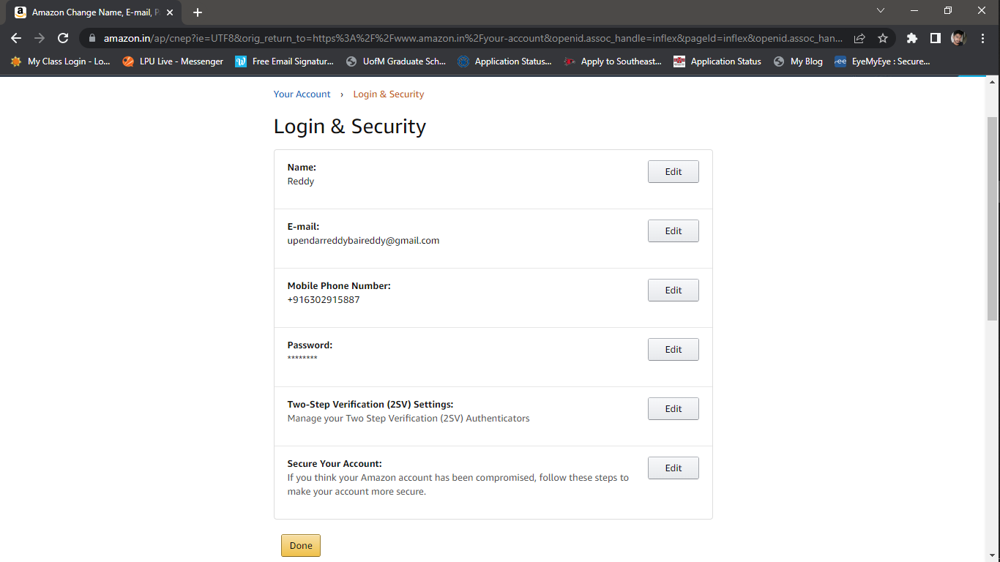 Amazon Change Name, E-mail, P
amazon.in/ap/cnep?ie=UTF8&orig_return_to=https%3A%2F%2Fwww.amazon.in%2Fyour-account&openid.assoc_handle=inflex&pageId=inflex&openid.assoc_han...
My Class Login - Lo...
LPU Live - Messenger
Free Email Signatur...
UofM Graduate Sch...
Application Status...
Apply to Southeast...
Application Status
My Blog
EyeMyEye : Secure...
Your Account › Login & Security
Login & Security
Name:
Reddy
Edit
E-mail:
upendarreddybaireddy@gmail.com
Edit
Mobile Phone Number:
+916302915887
Edit
Password:
********
Edit
Two-Step Verification (2SV) Settings:
Manage your Two Step Verification (2SV) Authenticators
Edit
Secure Your Account:
If you think your Amazon account has been compromised, follow these steps to
make your account more secure.
Edit
Done